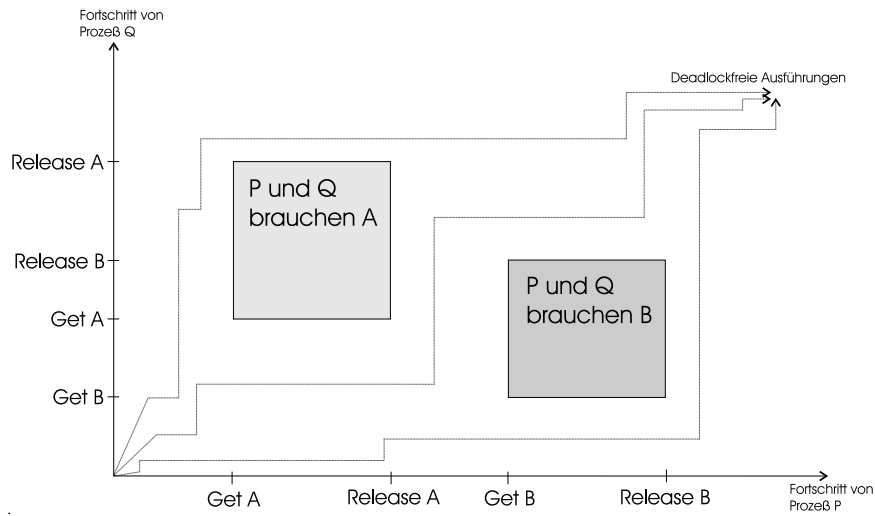 Fortschritt von
Prozeß Q
Deadlockfreie Ausführungen
Release A
P und Q
brauchen A
Release B
P und Q
brauchen B
Get A
Get B
Get A
Release A
Get B
Release B
Fortschritt von
Prozeß P